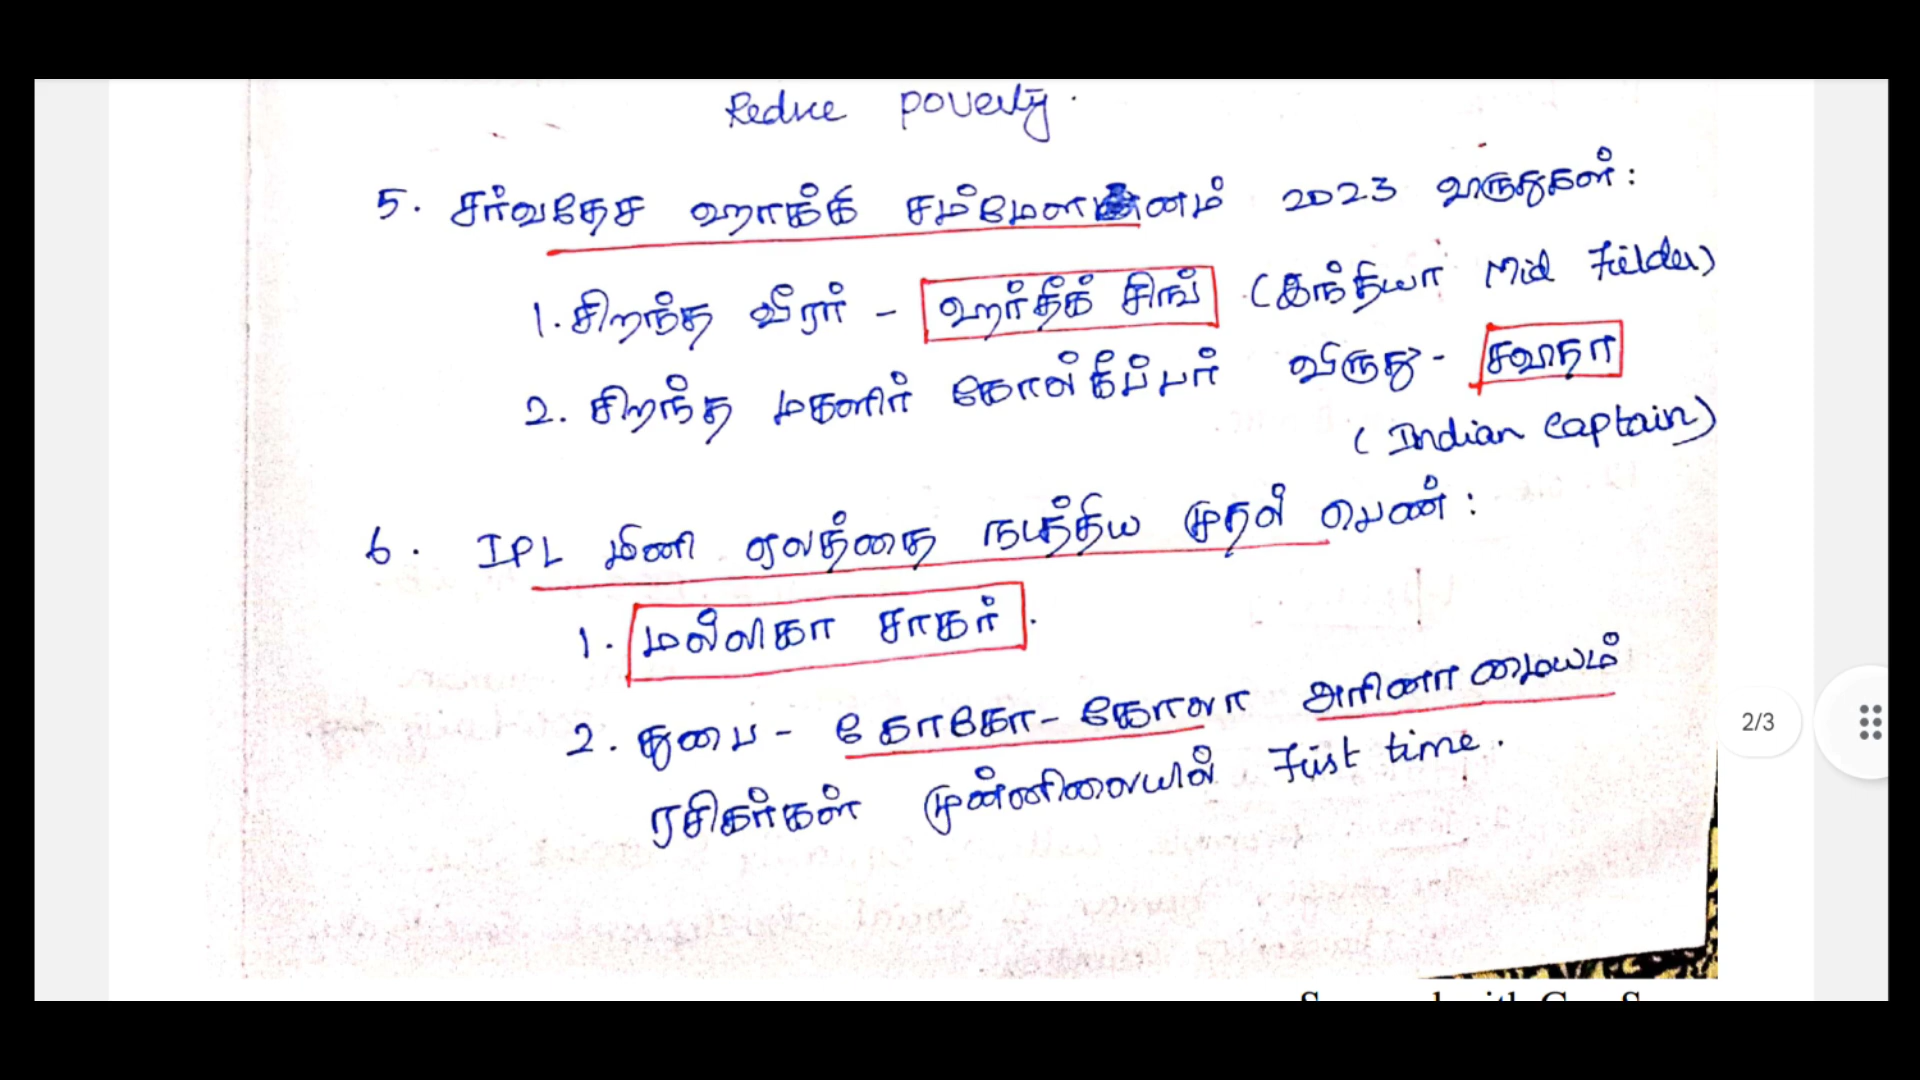 Reduce poverty.
5. சர்வதேச ஹாக்கி சம்மேளனம் 2023 விருதுகள்:
1. சிறந்த வீரர் - ஹர்தீக் சிங் (இந்தியா Mid Fielder)
2. சிறந்த மகளிர் கோல்கீப்பர் விருது - சவிதா
(Indian Captain)
6. IPL மினி ஏலத்தை நடத்திய முதல் பெண்:
1. மல்லிகா சாகர்.
2. துபை - கோகோ-கோலா அரினா மையம்
2/3
ரசிகர்கள் முன்னிலையில் First time.